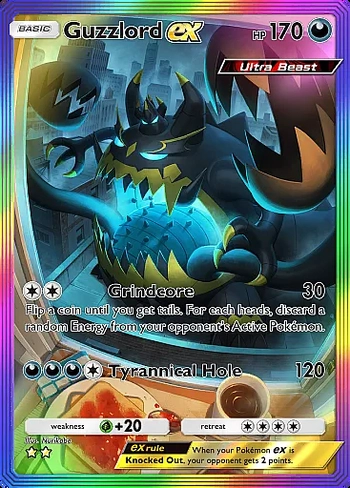 BASIC
Guzzlord ex
HP 170
Ultra Beast
Grindcore 30
Flip a coin until you get tails. For each heads, discard a
random Energy from your opponent's Active Pokémon.
Tyrannical Hole 120
weakness +20 retreat
Illus.
ex rule When your Pokémon ex is
Knocked Out, your opponent gets 2 points.